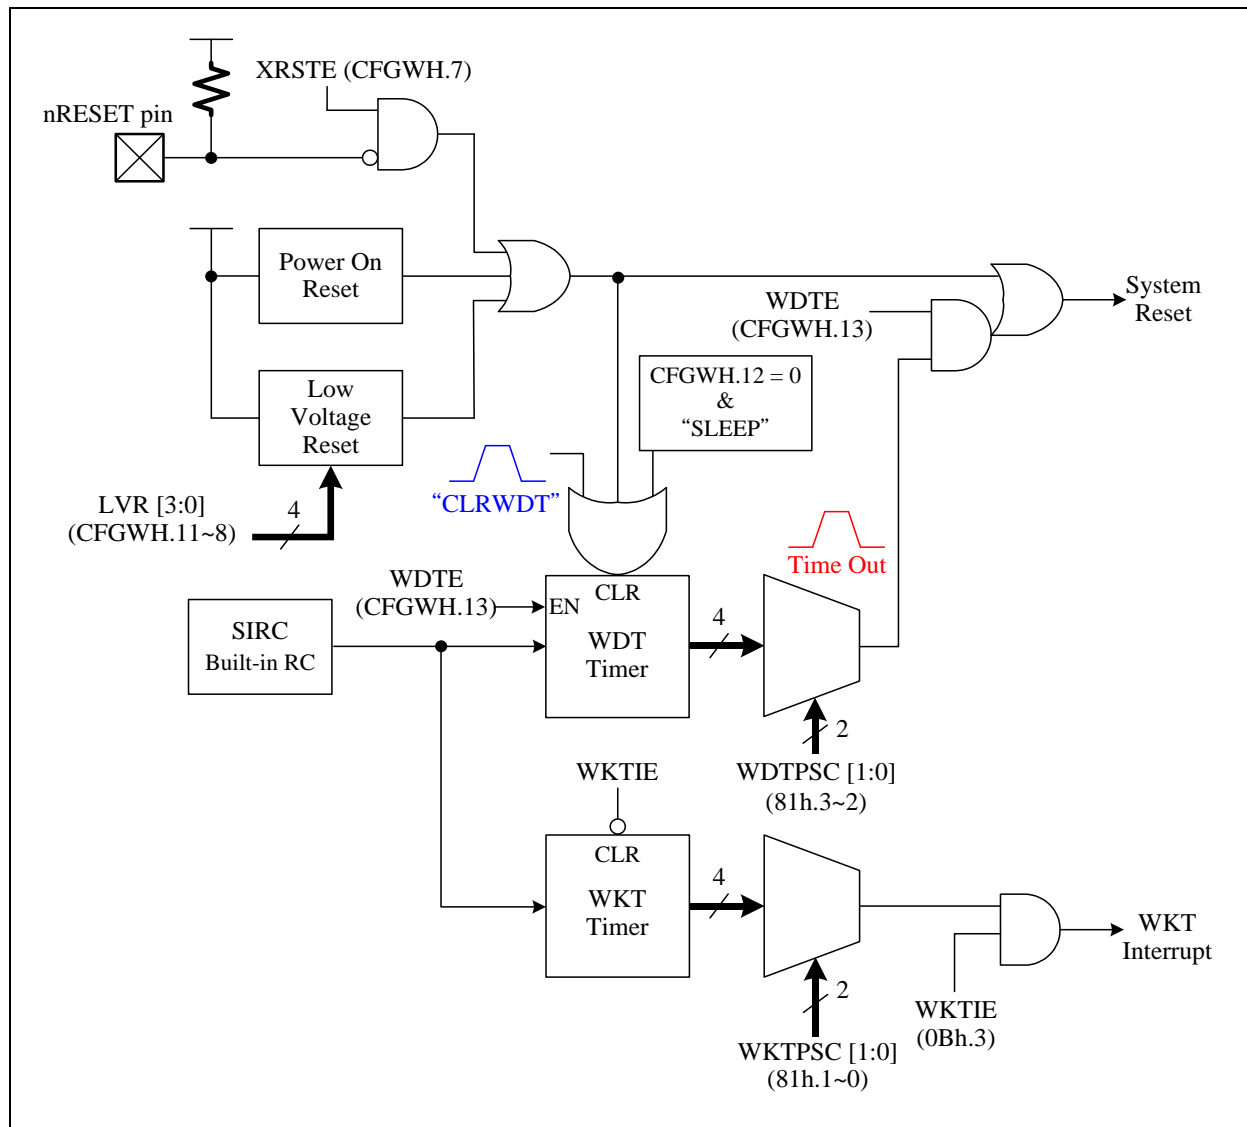 XRSTE (CFGWH.7)
nRESET pin
Power On
Reset
System
Reset
WDTE
(CFGWH.13)
CFGWH.12 = 0
&
“SLEEP”
Low
Voltage
Reset
“CLRWDT”
LVR [3:0]
(CFGWH.11~8)
4
Time Out
WDTE
(CFGWH.13)
EN
CLR
WDT
Timer
4
SIRC
Built-in RC
2
WDTPSC [1:0]
(81h.3~2)
WKTIE
CLR
WKT
Timer
4
WKT
Interrupt
2
WKTIE
(0Bh.3)
WKTPSC [1:0]
(81h.1~0)